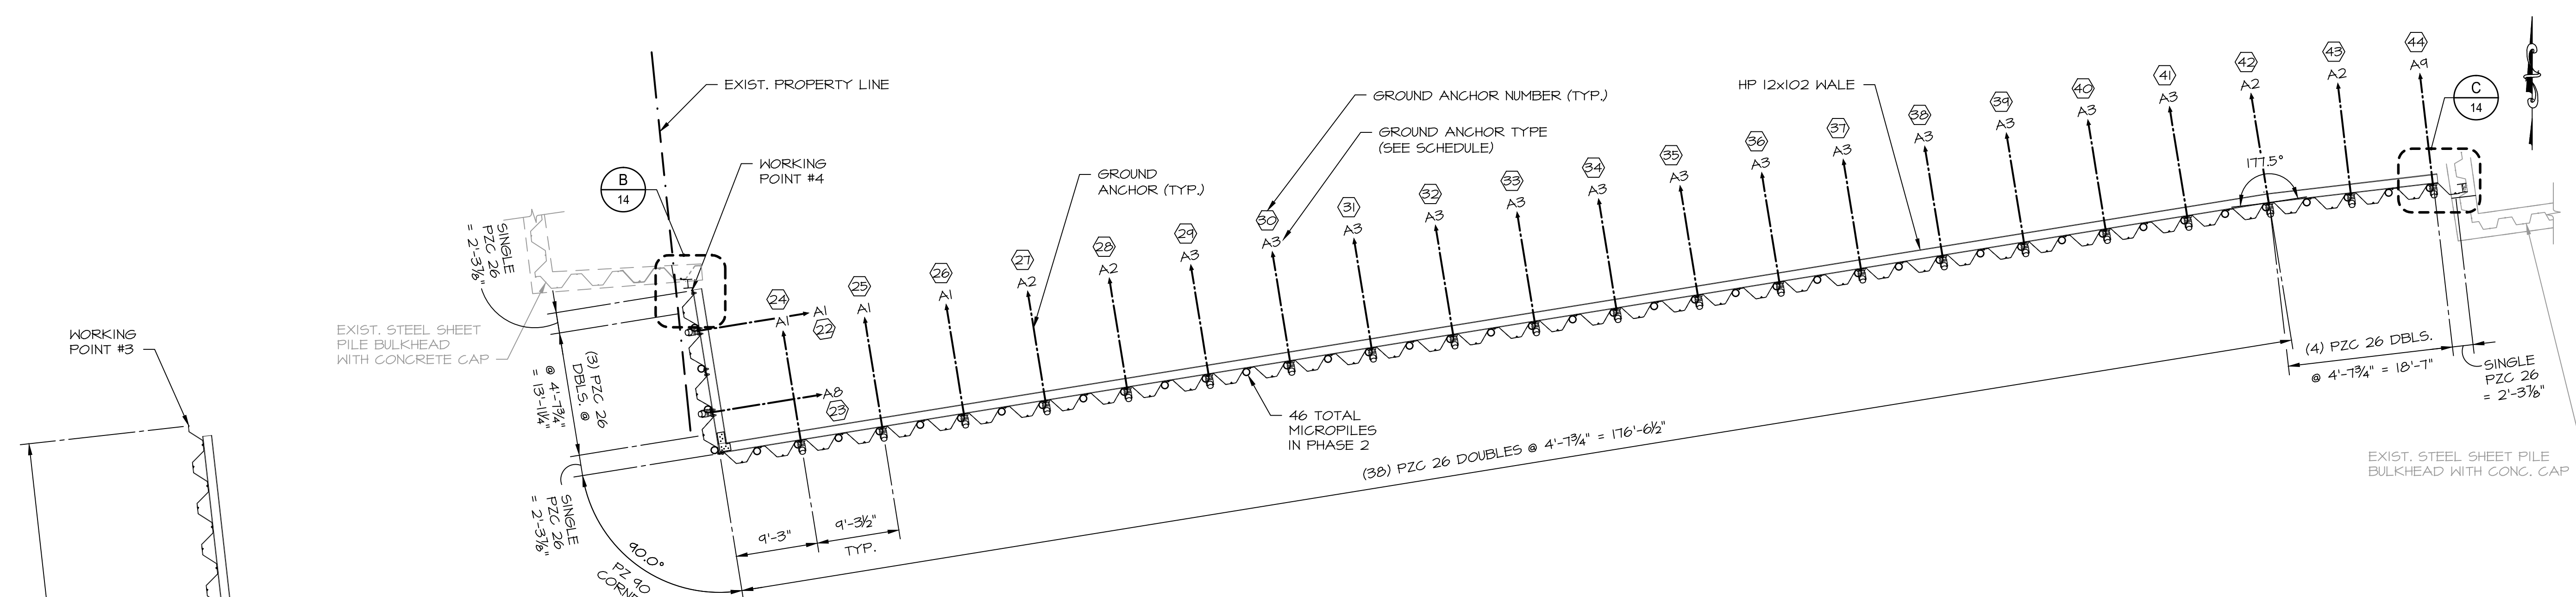 EXIST. PROPERTY LINE
B
14
WORKING
POINT #4
GROUND
ANCHOR (TYP.)
GROUND ANCHOR NUMBER (TYP.)
GROUND ANCHOR TYPE
(SEE SCHEDULE)
HP 12x102 WALE
C
14
177.5°
SINGLE
PZC 26
= 2'-3⅞"
EXIST. STEEL SHEET
PILE BULKHEAD
WITH CONCRETE CAP
WORKING
POINT #3
(3) PZC 26
DBLS. @
@ 4'-7¾"
= 13'-11¼"
SINGLE
PZC 26
= 2'-3⅞"
90.0°
PZ 90
A1
22
A8
23
24
A1
25
A1
26
A1
27
A2
28
A2
29
A3
30
A3
31
A3
32
A3
33
A3
34
A3
35
A3
36
A3
37
A3
38
A3
39
A3
40
A3
41
A3
42
A2
43
A2
44
A9
9'-3"
9'-3½"
TYP.
46 TOTAL
MICROPILES
IN PHASE 2
(38) PZC 26 DOUBLES @ 4'-7¾" = 176'-6½"
(4) PZC 26 DBLS.
@ 4'-7¾" = 18'-7"
SINGLE
PZC 26
= 2'-3⅞"
EXIST. STEEL SHEET PILE
BULKHEAD WITH CONC. CAP